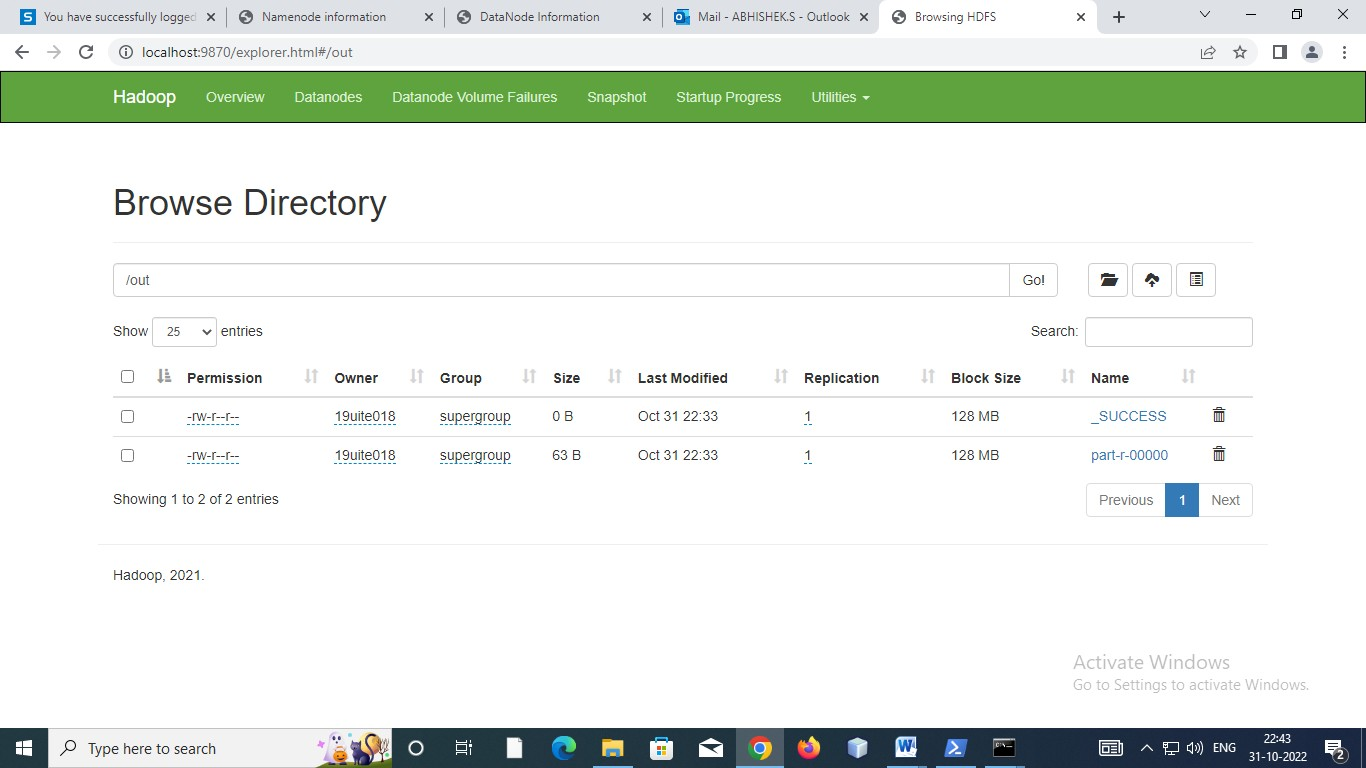 You have successfully logged
Namenode information
DataNode Information
Mail - ABHISHEK.S - Outlook
Browsing HDFS
localhost:9870/explorer.html#/out
Hadoop Overview Datanodes Datanode Volume Failures Snapshot Startup Progress Utilities
Browse Directory
/out Go!
Show 25 entries Search:
Permission Owner Group Size Last Modified Replication Block Size Name
-rw-r--r-- 19uite018 supergroup 0 B Oct 31 22:33 1 128 MB _SUCCESS
-rw-r--r-- 19uite018 supergroup 63 B Oct 31 22:33 1 128 MB part-r-00000
Showing 1 to 2 of 2 entries Previous 1 Next
Hadoop, 2021.
Activate Windows
Go to Settings to activate Windows.
Type here to search
ENG
22:43
31-10-2022
2